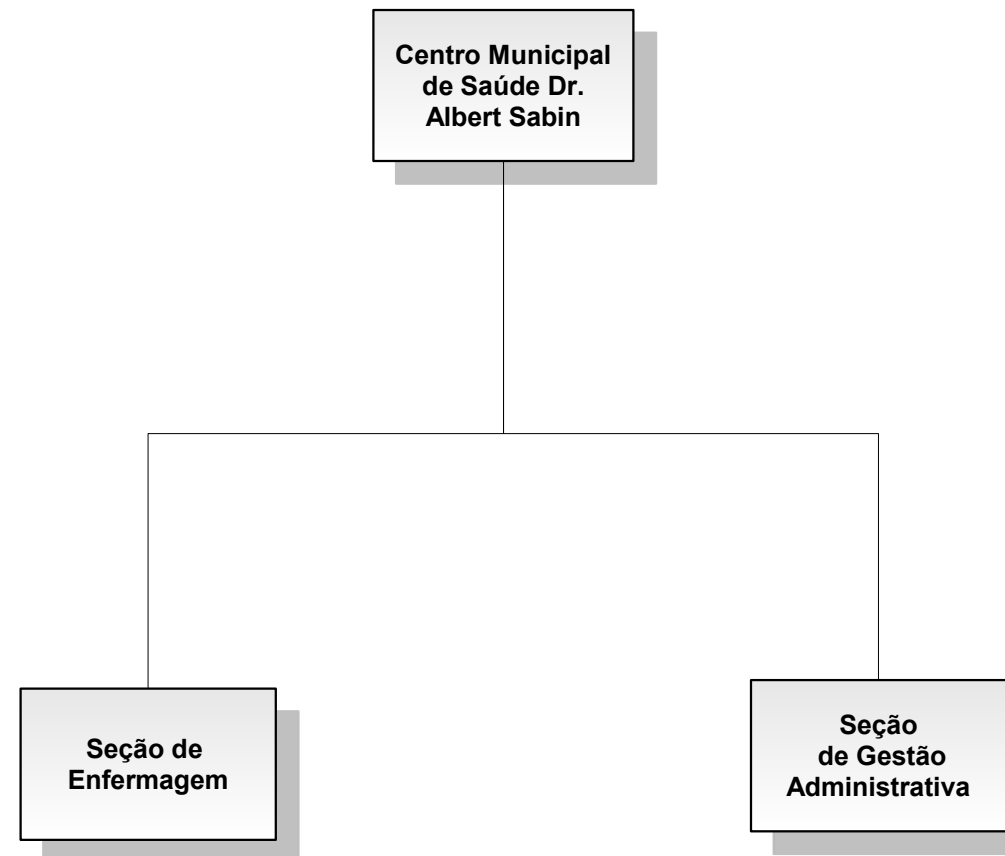 Centro Municipal
de Saúde Dr.
Albert Sabin
Seção de
Enfermagem
Seção
de Gestão
Administrativa